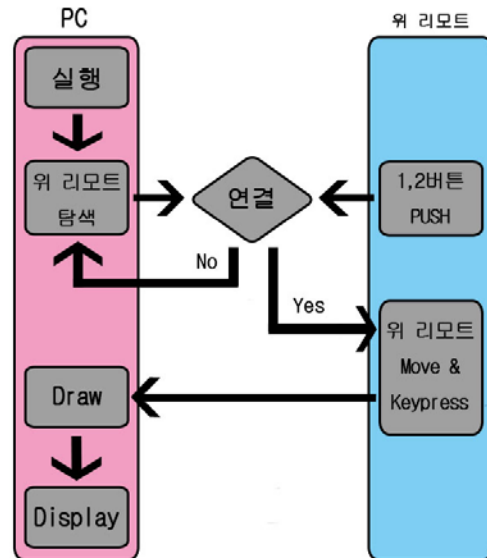 PC
위 리모트
실행
위 리모트
탐색
연결
1,2버튼
PUSH
No
Yes
위 리모트
Move &
Keypress
Draw
Display